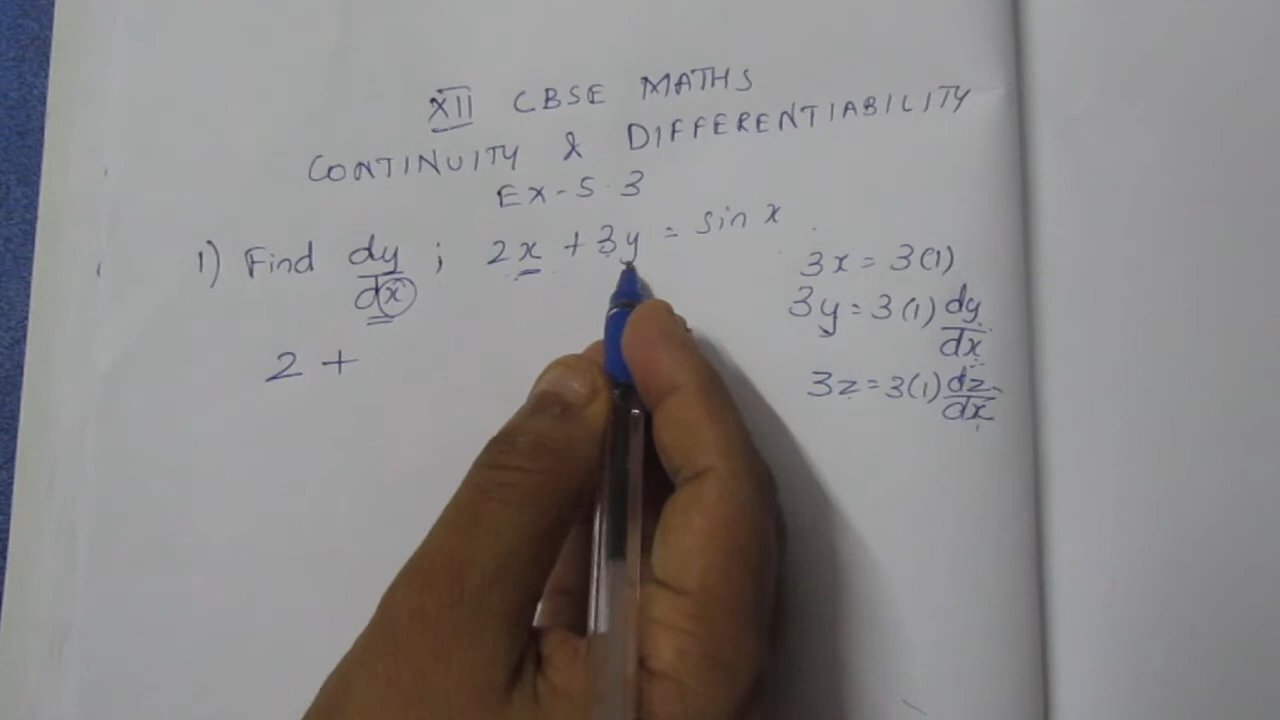 XII CBSE MATHS
CONTINUITY & DIFFERENTIABILITY
EX-5.3
1) Find dy/dx ; 2x + 3y = sin x
2 +
3x = 3(1)
3y = 3(1) dy/dx
3z = 3(1) dz/dx